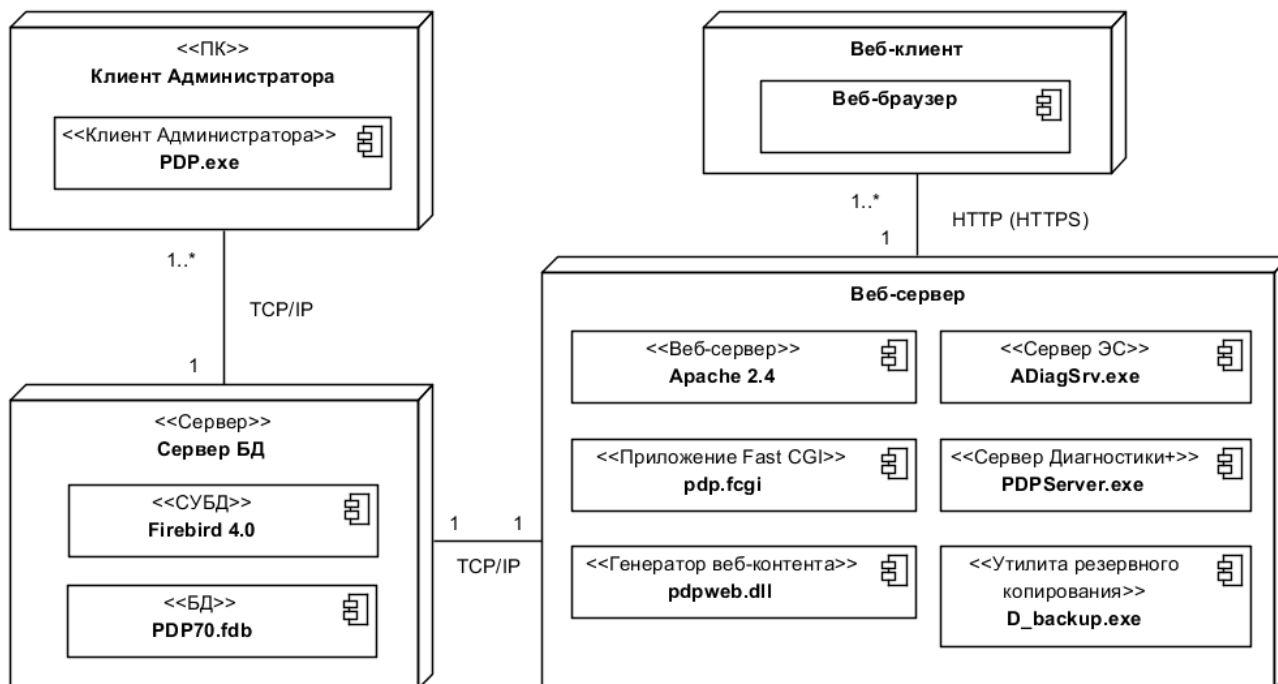 <<ПК>>
Клиент Администратора
<<Клиент Администратора>>
PDP.exe
1..*
TCP/IP
1
<<Сервер>>
Сервер БД
<<СУБД>>
Firebird 4.0
<<БД>>
PDP70.fdb
1
1
TCP/IP
Веб-клиент
Веб-браузер
1..*
HTTP (HTTPS)
1
Веб-сервер
<<Веб-сервер>>
Apache 2.4
<<Сервер ЭС>>
ADiagSrv.exe
<<Приложение Fast CGI>>
pdp.fcgi
<<Сервер Диагностики+>>
PDPServer.exe
<<Генератор веб-контента>>
pdpweb.dll
<<Утилита резервного
копирования>>
D_backup.exe